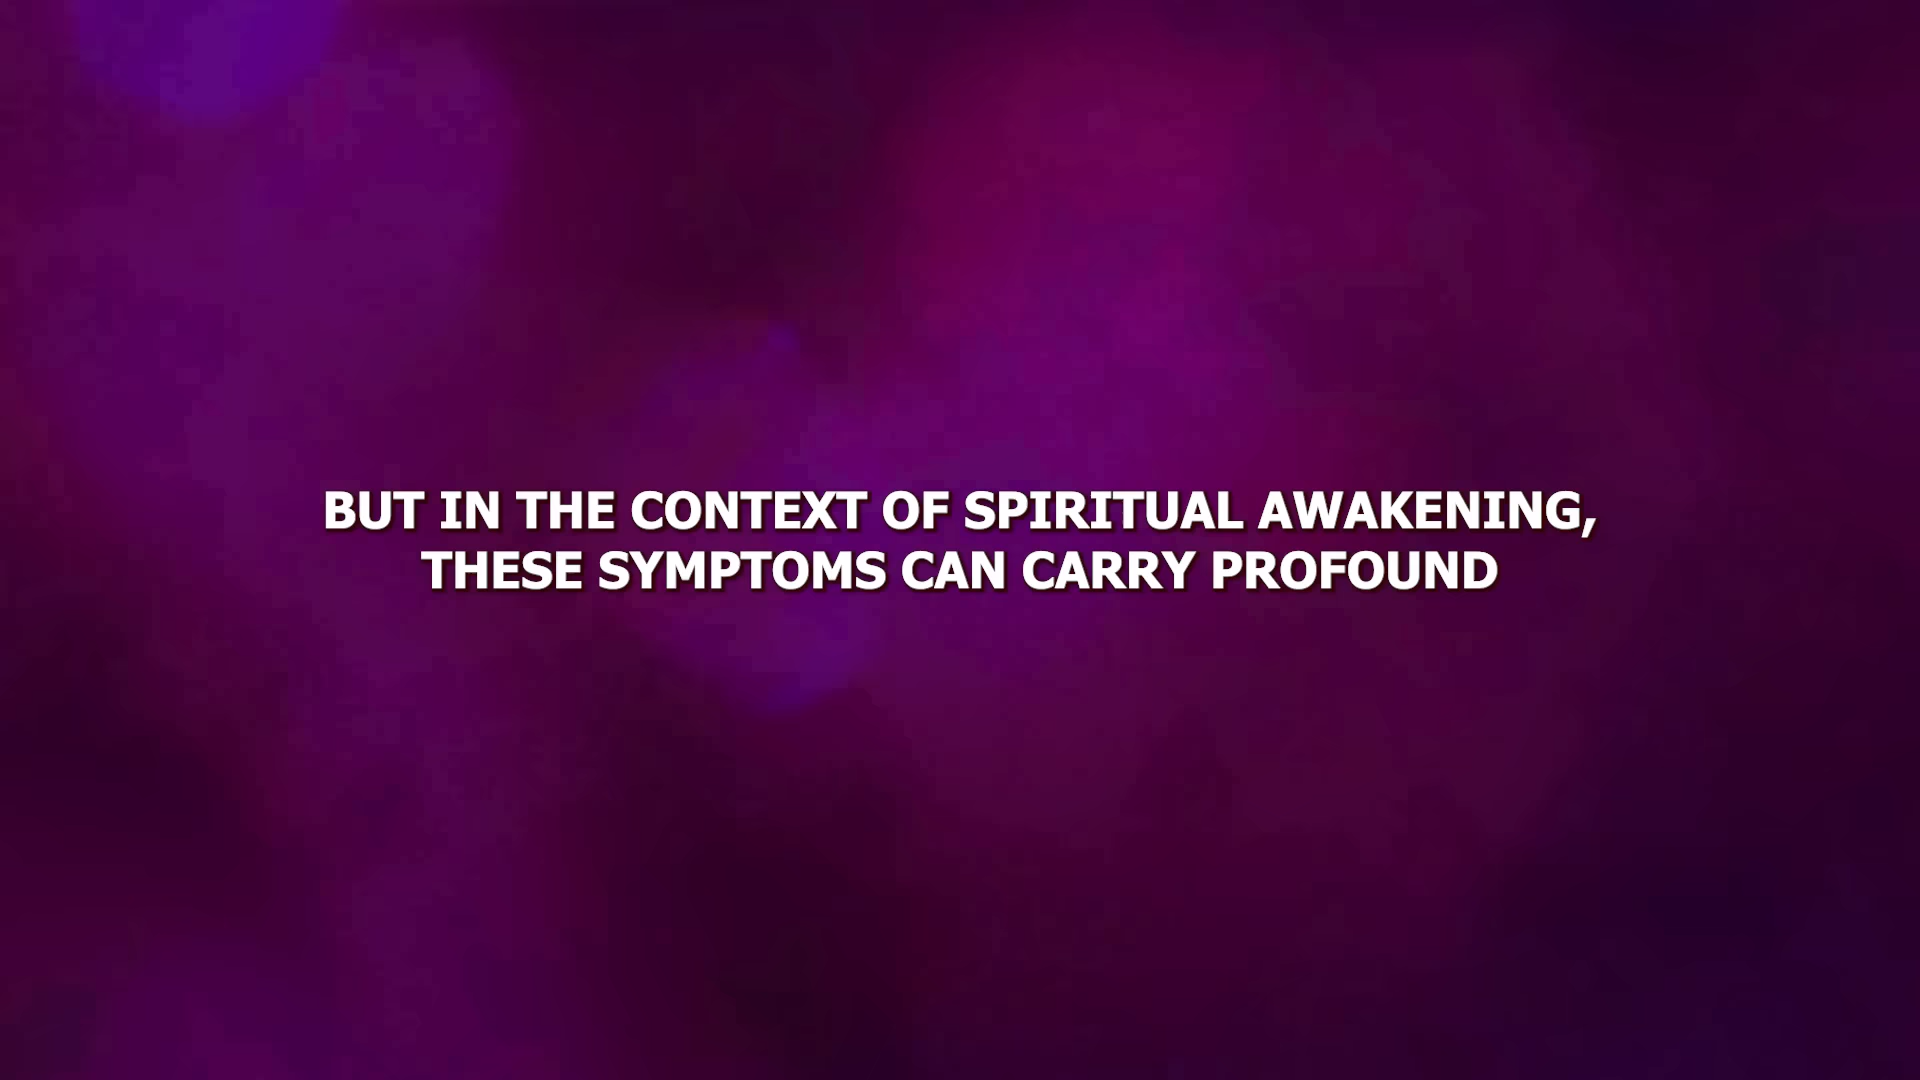 BUT IN THE CONTEXT OF SPIRITUAL AWAKENING,
THESE SYMPTOMS CAN CARRY PROFOUND